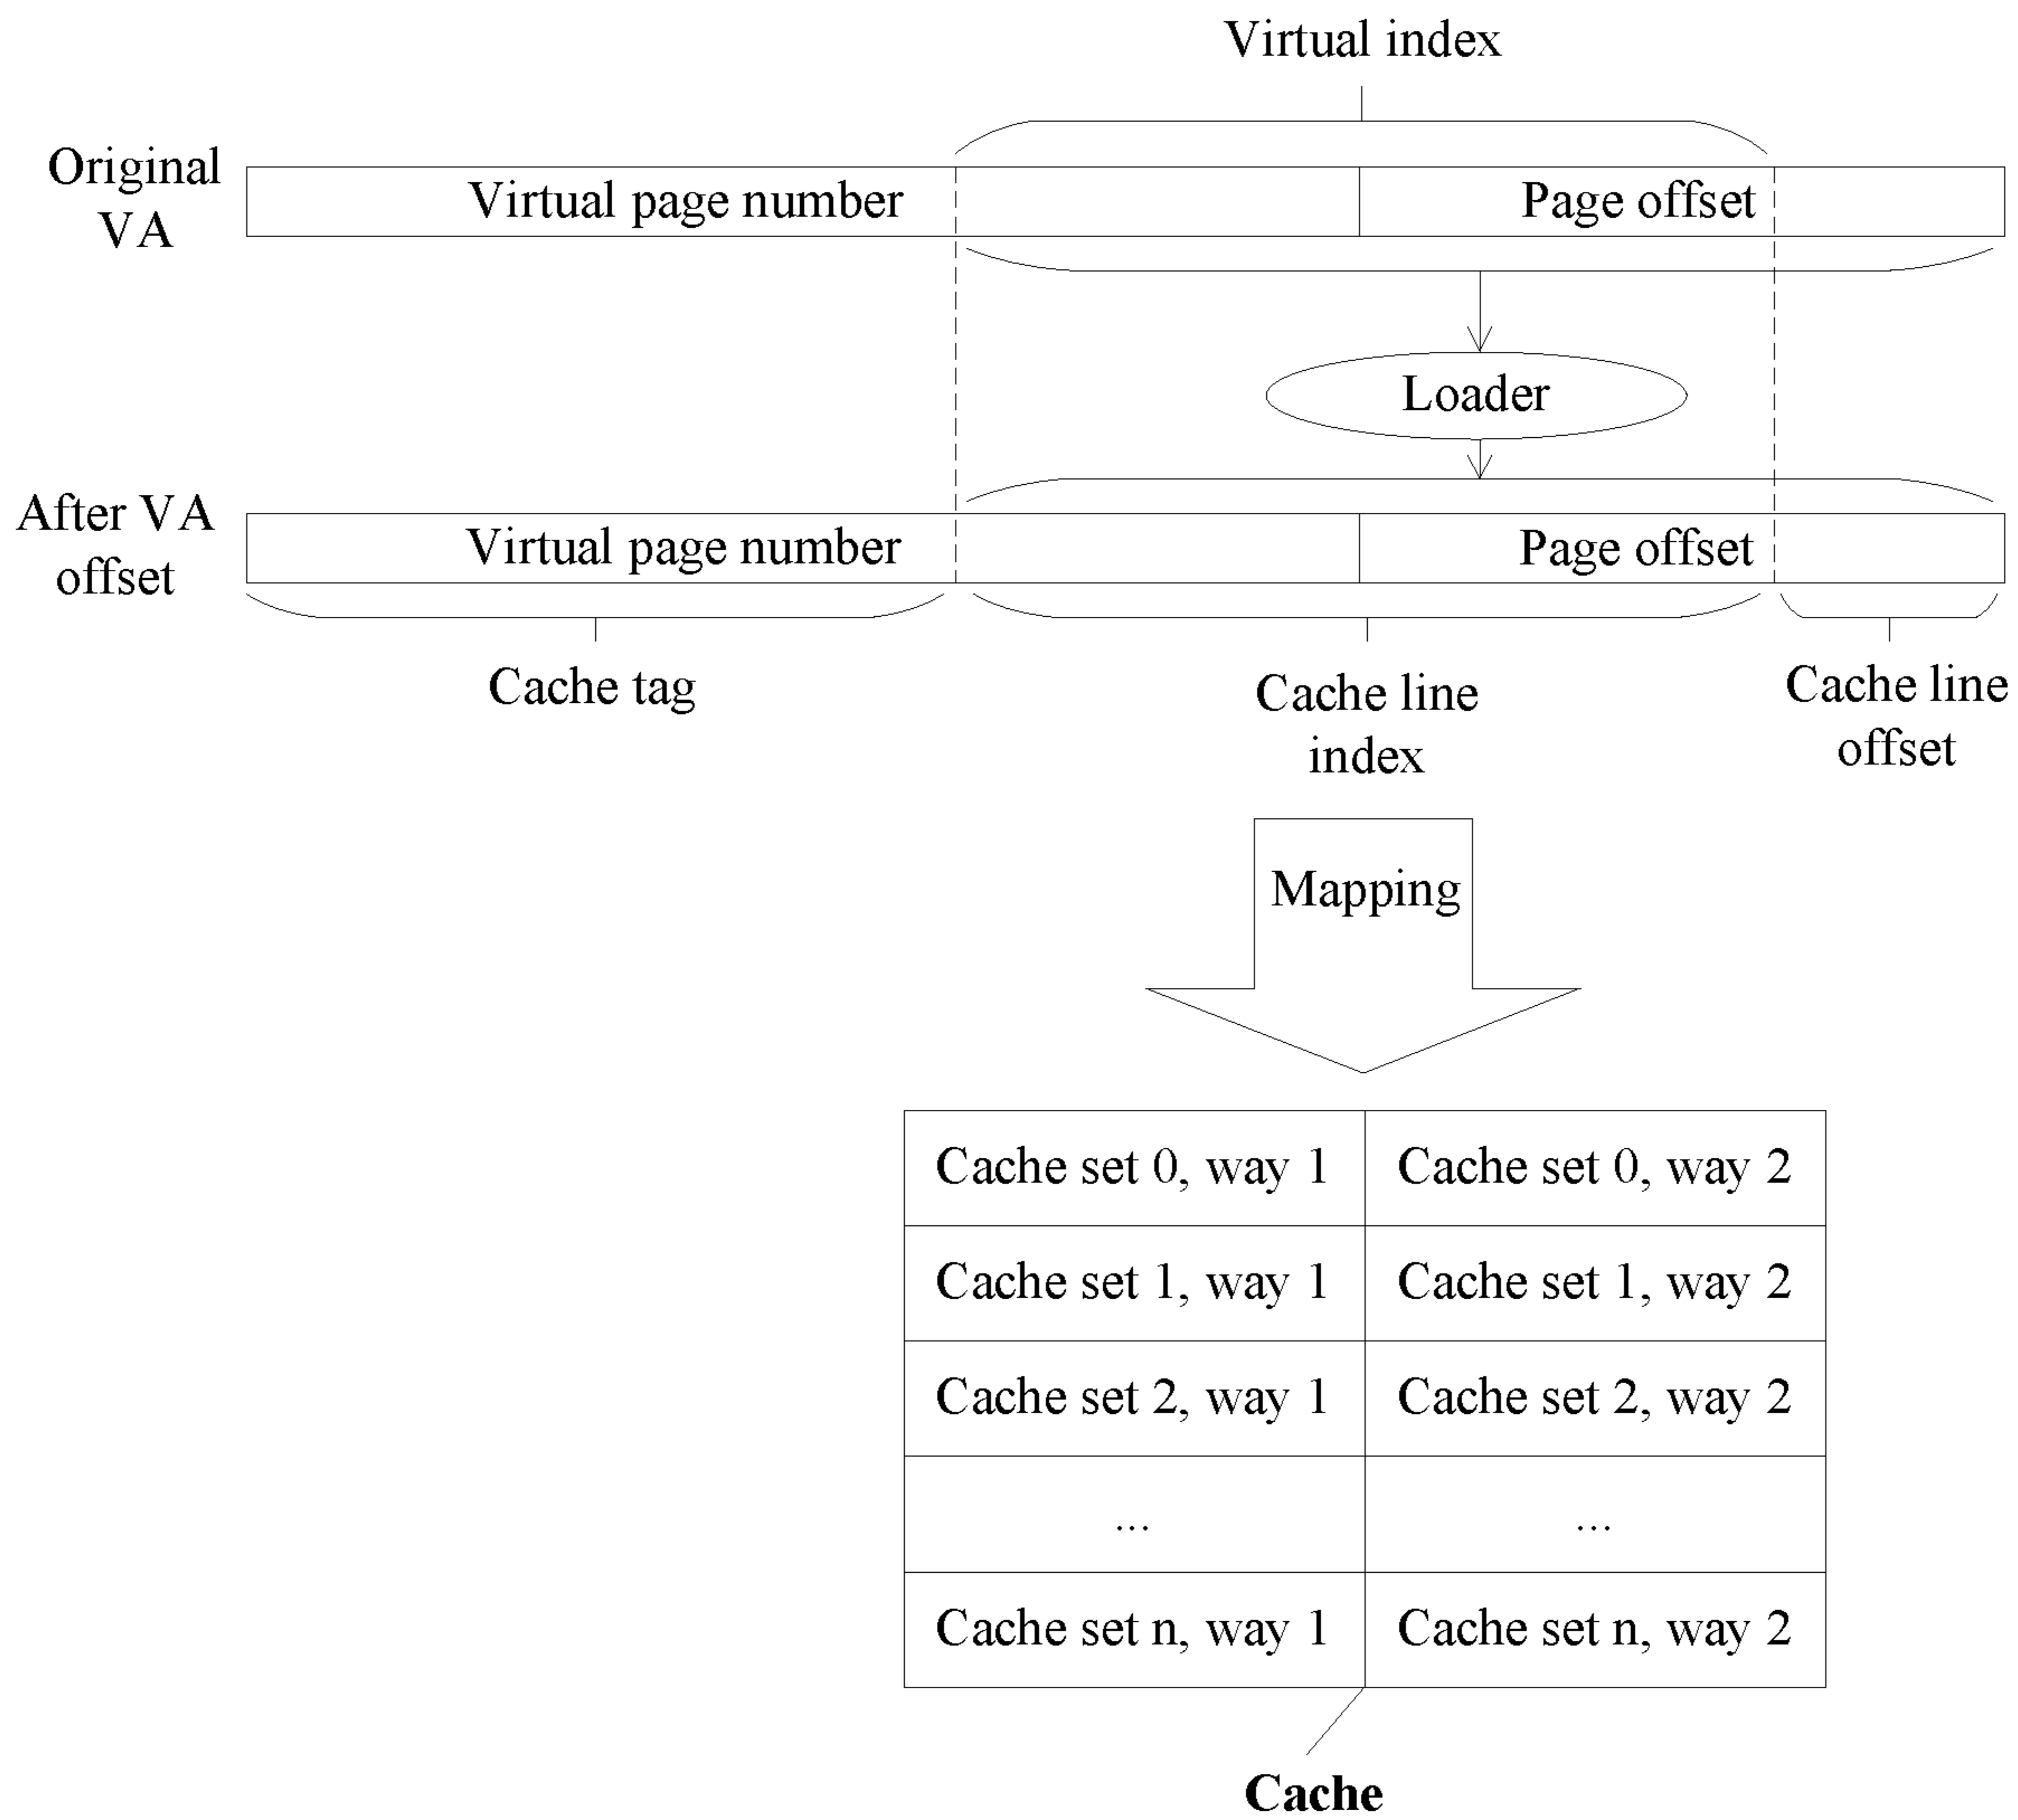 Virtual index
Original
VA
Virtual page number
Page offset
Loader
After VA
offset
Virtual page number
Page offset
Cache tag
Cache line
index
Cache line
offset
Mapping
Cache set 0, way 1
Cache set 0, way 2
Cache set 1, way 1
Cache set 1, way 2
Cache set 2, way 1
Cache set 2, way 2
...
...
Cache set n, way 1
Cache set n, way 2
Cache